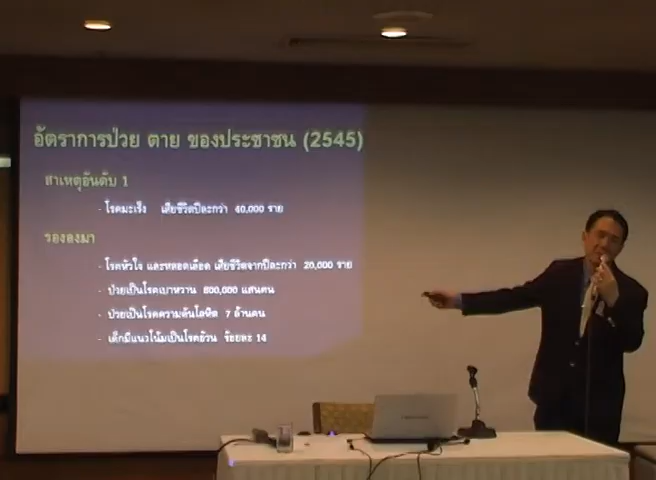 อัตราการป่วย ตาย ของประชาชน (2545)
สาเหตุอันดับ 1
- โรคมะเร็ง เสียชีวิตปีละกว่า 40,000 ราย
รองลงมา
- โรคหัวใจ และหลอดเลือด เสียชีวิตจากปีละกว่า 20,000 ราย
- ป่วยเป็นโรคเบาหวาน 800,000 แสนคน
- ป่วยเป็นโรคความดันโลหิต 7 ล้านคน
- เด็กมีแนวโน้มเป็นโรคอ้วน ร้อยละ 14